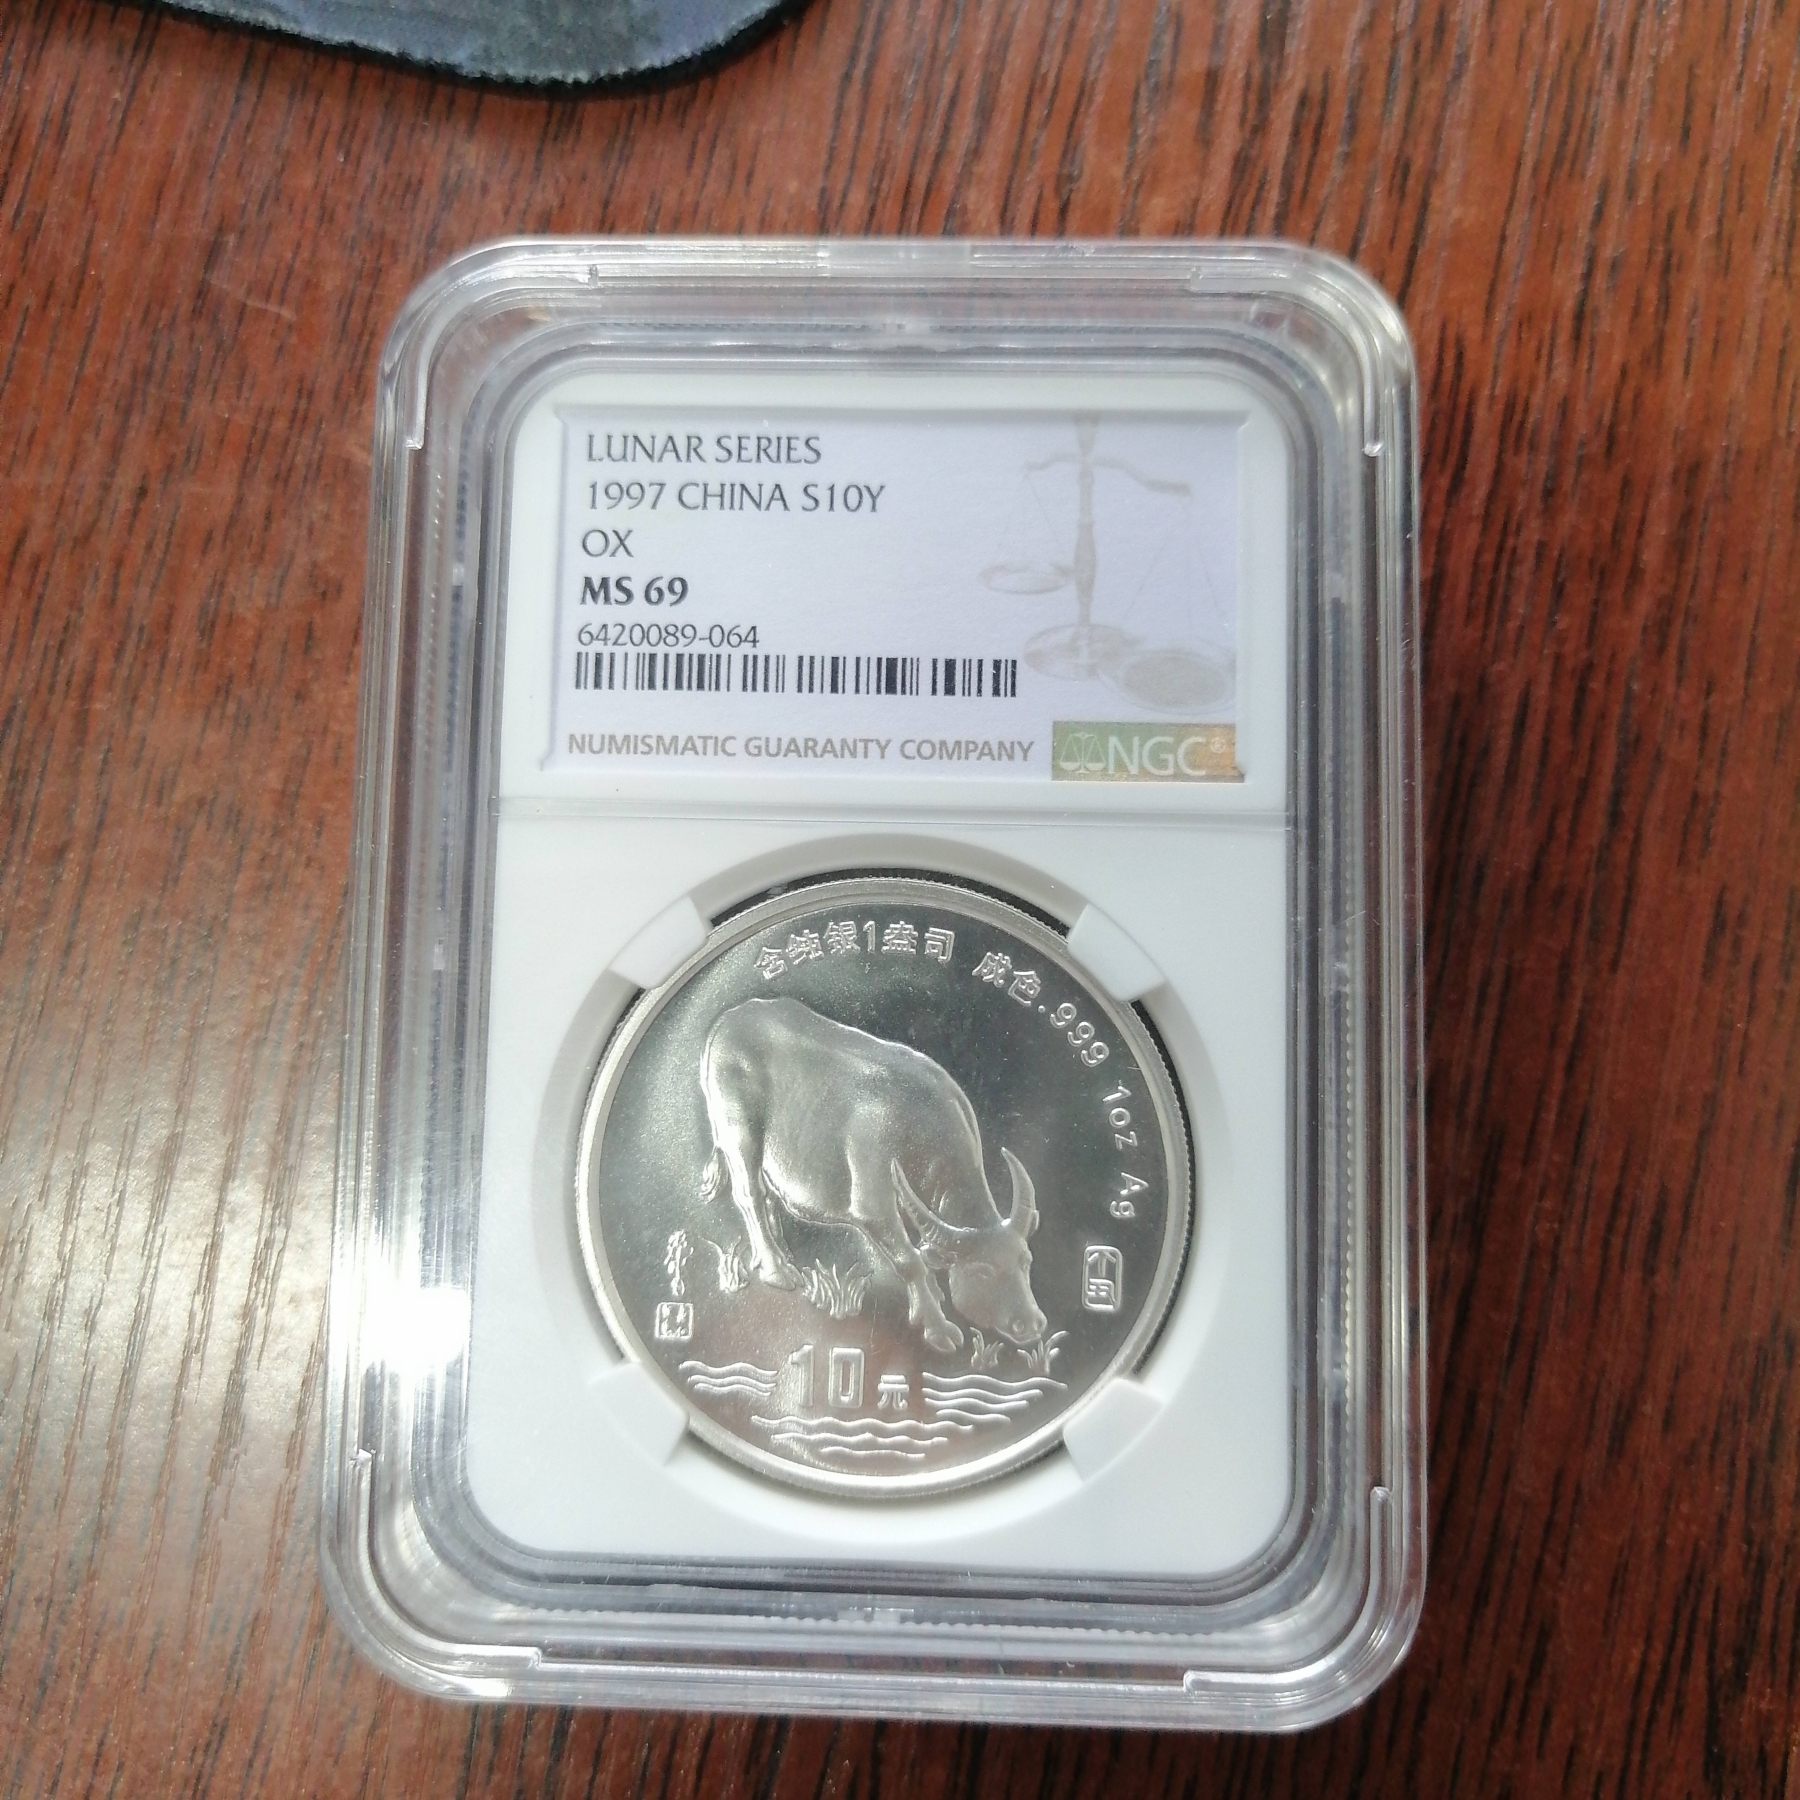 LUNAR SERIES
1997 CHINA S10Y
OX
MS 69
6420089-064
NUMISMATIC GUARANTY COMPANY
NGC
含纯银1盎司 成色.999 1oz Ag
10元